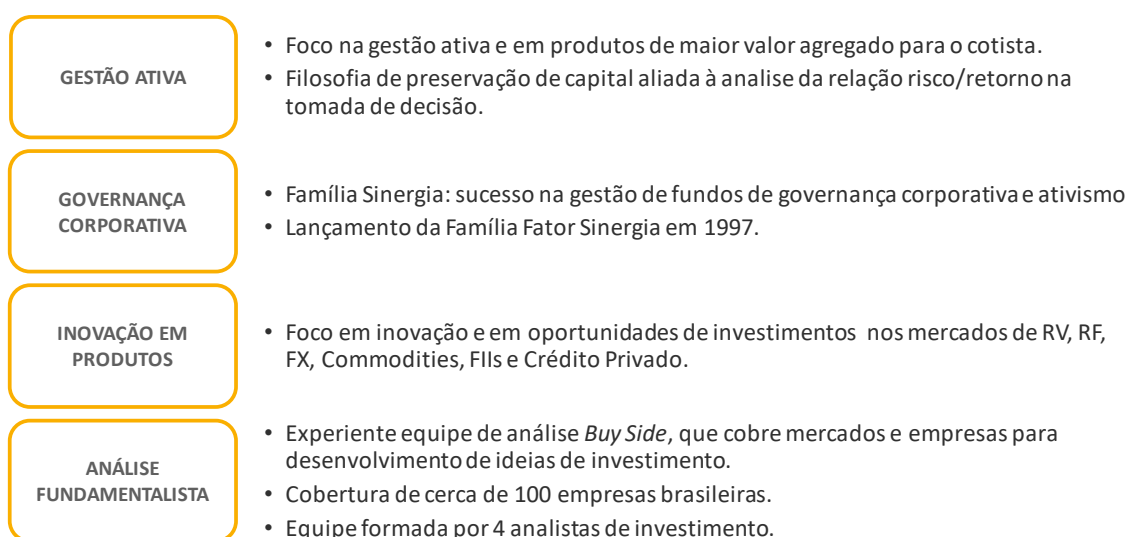 GESTÃO ATIVA
• Foco na gestão ativa e em produtos de maior valor agregado para o cotista.
• Filosofia de preservação de capital aliada à analise da relação risco/retorno na
tomada de decisão.
GOVERNANÇA
CORPORATIVA
• Família Sinergia: sucesso na gestão de fundos de governança corporativa e ativismo
• Lançamento da Família Fator Sinergia em 1997.
INOVAÇÃO EM
PRODUTOS
• Foco em inovação e em oportunidades de investimentos nos mercados de RV, RF,
FX, Commodities, FIIs e Crédito Privado.
ANÁLISE
FUNDAMENTALISTA
• Experiente equipe de análise Buy Side, que cobre mercados e empresas para
desenvolvimento de ideias de investimento.
• Cobertura de cerca de 100 empresas brasileiras.
• Equipe formada por 4 analistas de investimento.